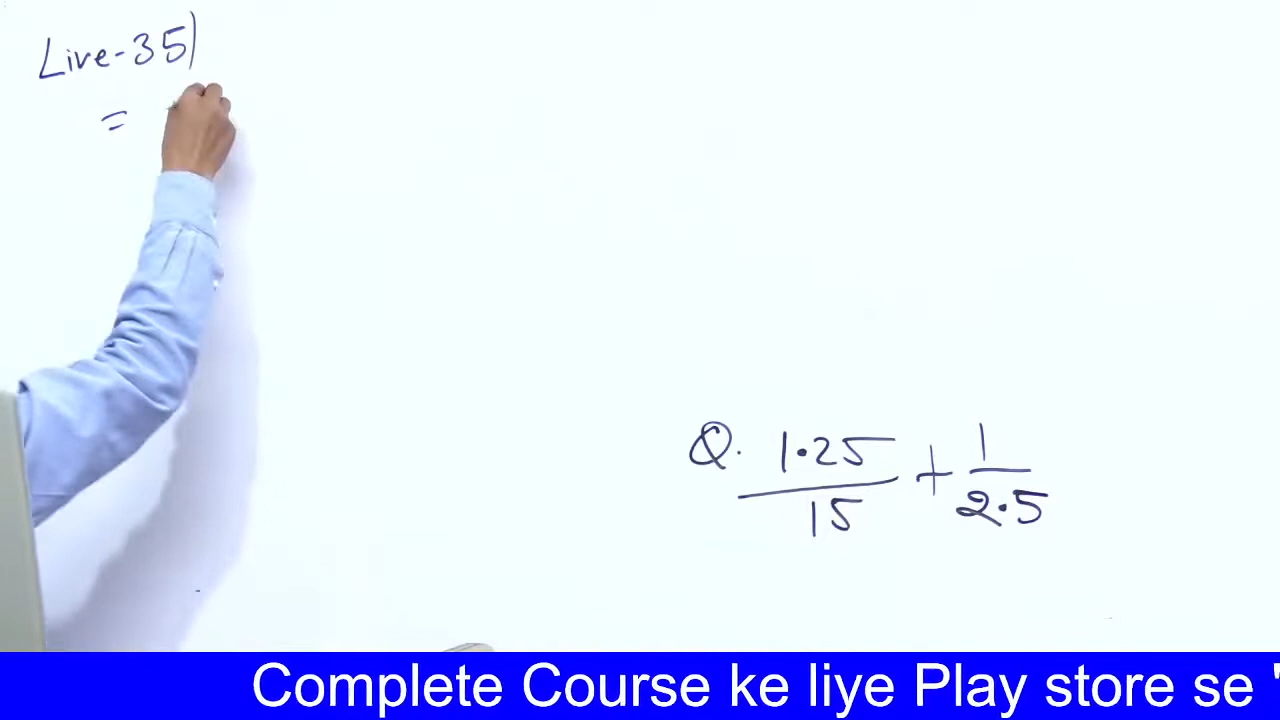 Live-35)
=
Q. 1.25/15 + 1/2.5
Complete Course ke liye Play store se '